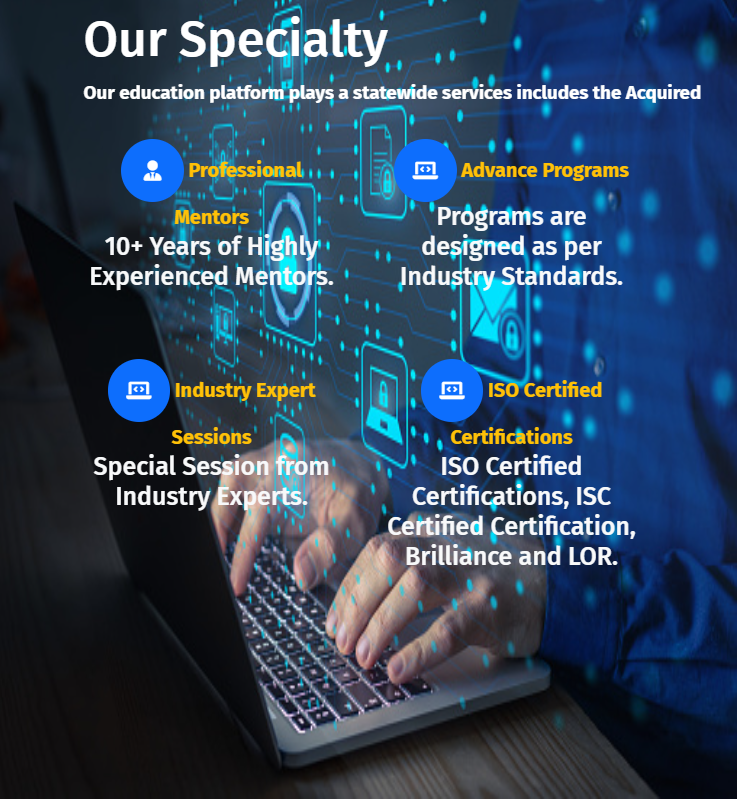 Our Specialty
Our education platform plays a statewide services includes the Acquired
Professional
Mentors
10+ Years of Highly
Experienced Mentors.
Advance Programs
Programs are
designed as per
Industry Standards.
Industry Expert
Sessions
Special Session from
Industry Experts.
ISO Certified
Certifications
ISO Certified
Certifications, ISC
Certified Certification,
Brilliance and LOR.